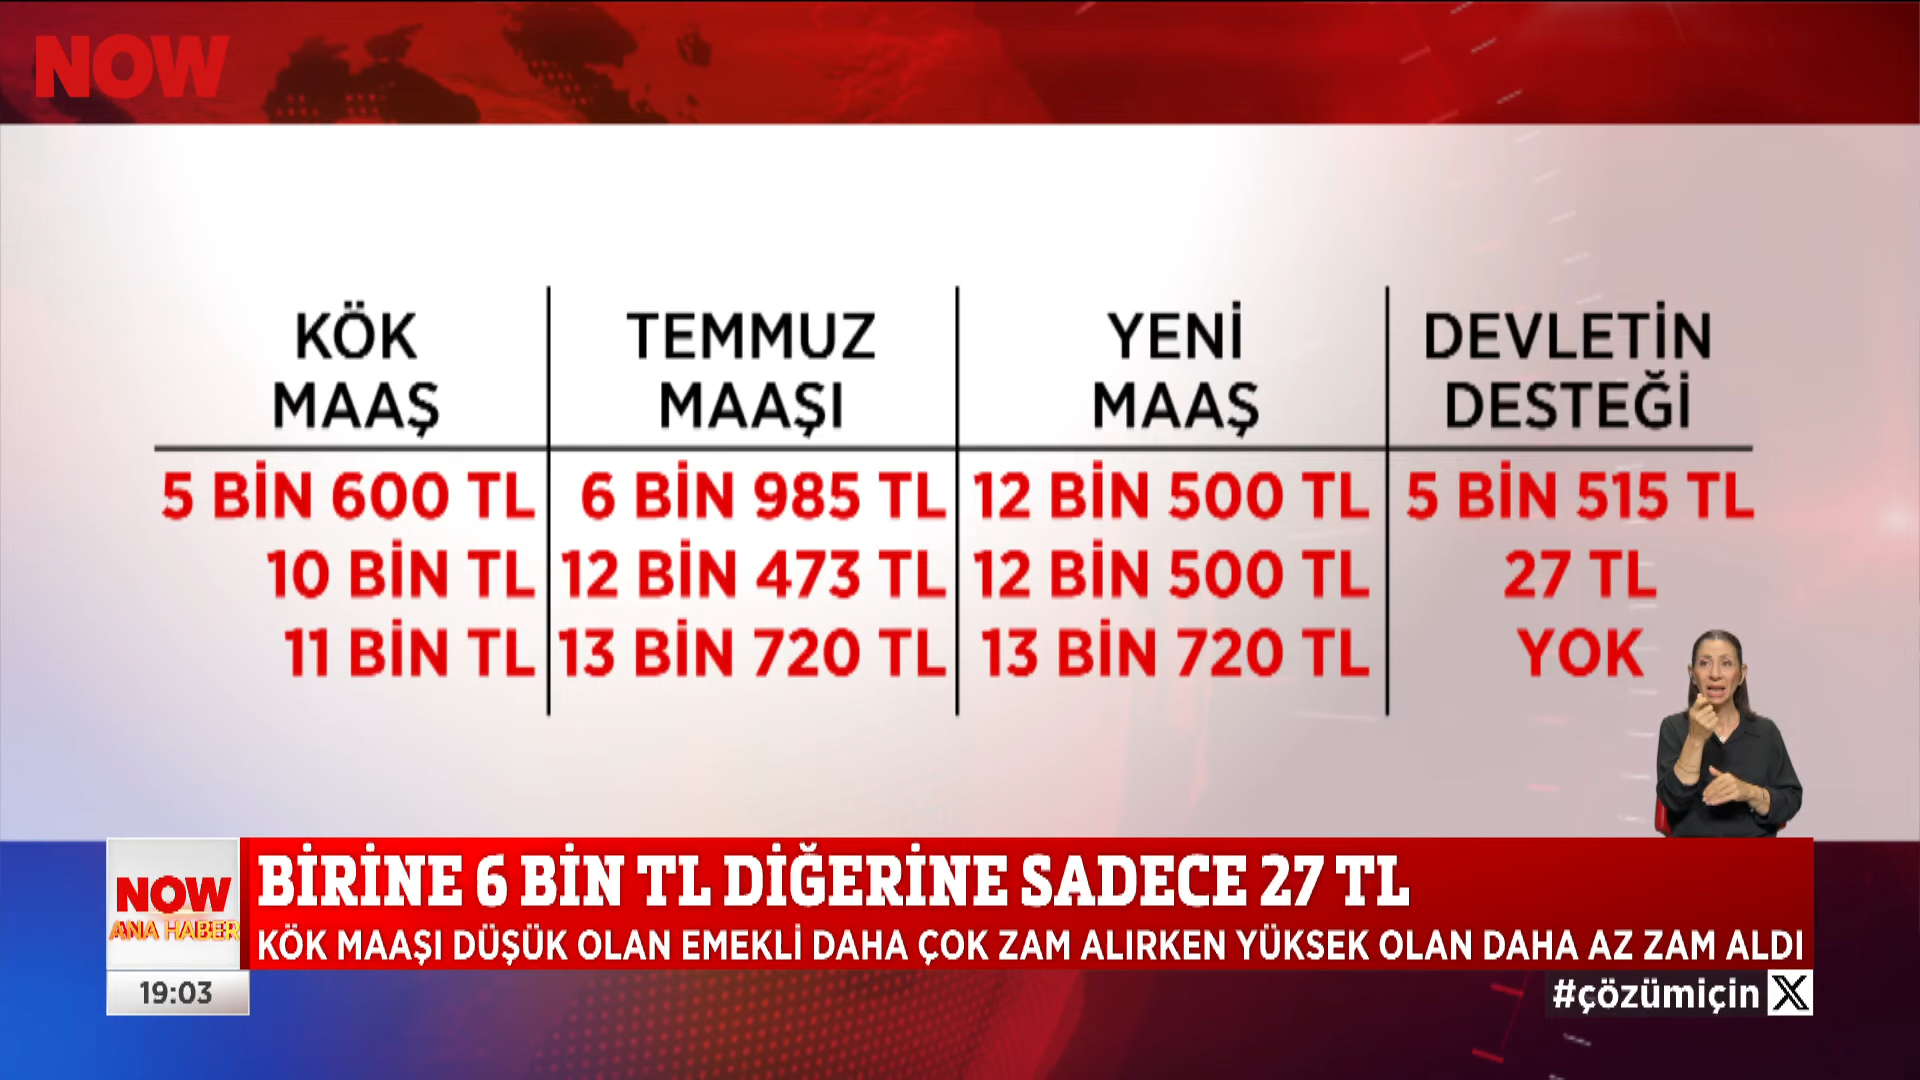 NOW
KÖK MAAŞ
TEMMUZ MAAŞI
YENİ MAAŞ
DEVLETİN DESTEĞİ
5 BİN 600 TL 6 BİN 985 TL 12 BİN 500 TL 5 BİN 515 TL
10 BİN TL 12 BİN 473 TL 12 BİN 500 TL 27 TL
11 BİN TL 13 BİN 720 TL 13 BİN 720 TL YOK
NOW
ANA HABER
BİRİNE 6 BİN TL DİĞERİNE SADECE 27 TL
KÖK MAAŞI DÜŞÜK OLAN EMEKLİ DAHA ÇOK ZAM ALIRKEN YÜKSEK OLAN DAHA AZ ZAM ALDI
19:03
#çözümiçin X